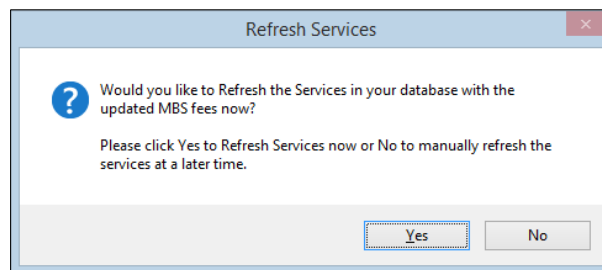 Refresh Services
Would you like to Refresh the Services in your database with the
updated MBS fees now?
Please click Yes to Refresh Services now or No to manually refresh the
services at a later time.
Yes
No